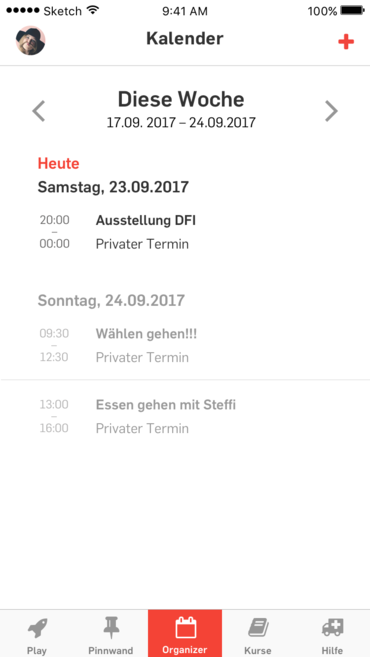 Sketch 9:41 AM 100%
Kalender
Diese Woche
17.09. 2017 – 24.09.2017
Heute
Samstag, 23.09.2017
20:00 – 00:00 Ausstellung DFI
Privater Termin
Sonntag, 24.09.2017
09:30 – 12:30 Wählen gehen!!!
Privater Termin
13:00 – 16:00 Essen gehen mit Steffi
Privater Termin
Play Pinnwand Organizer Kurse Hilfe